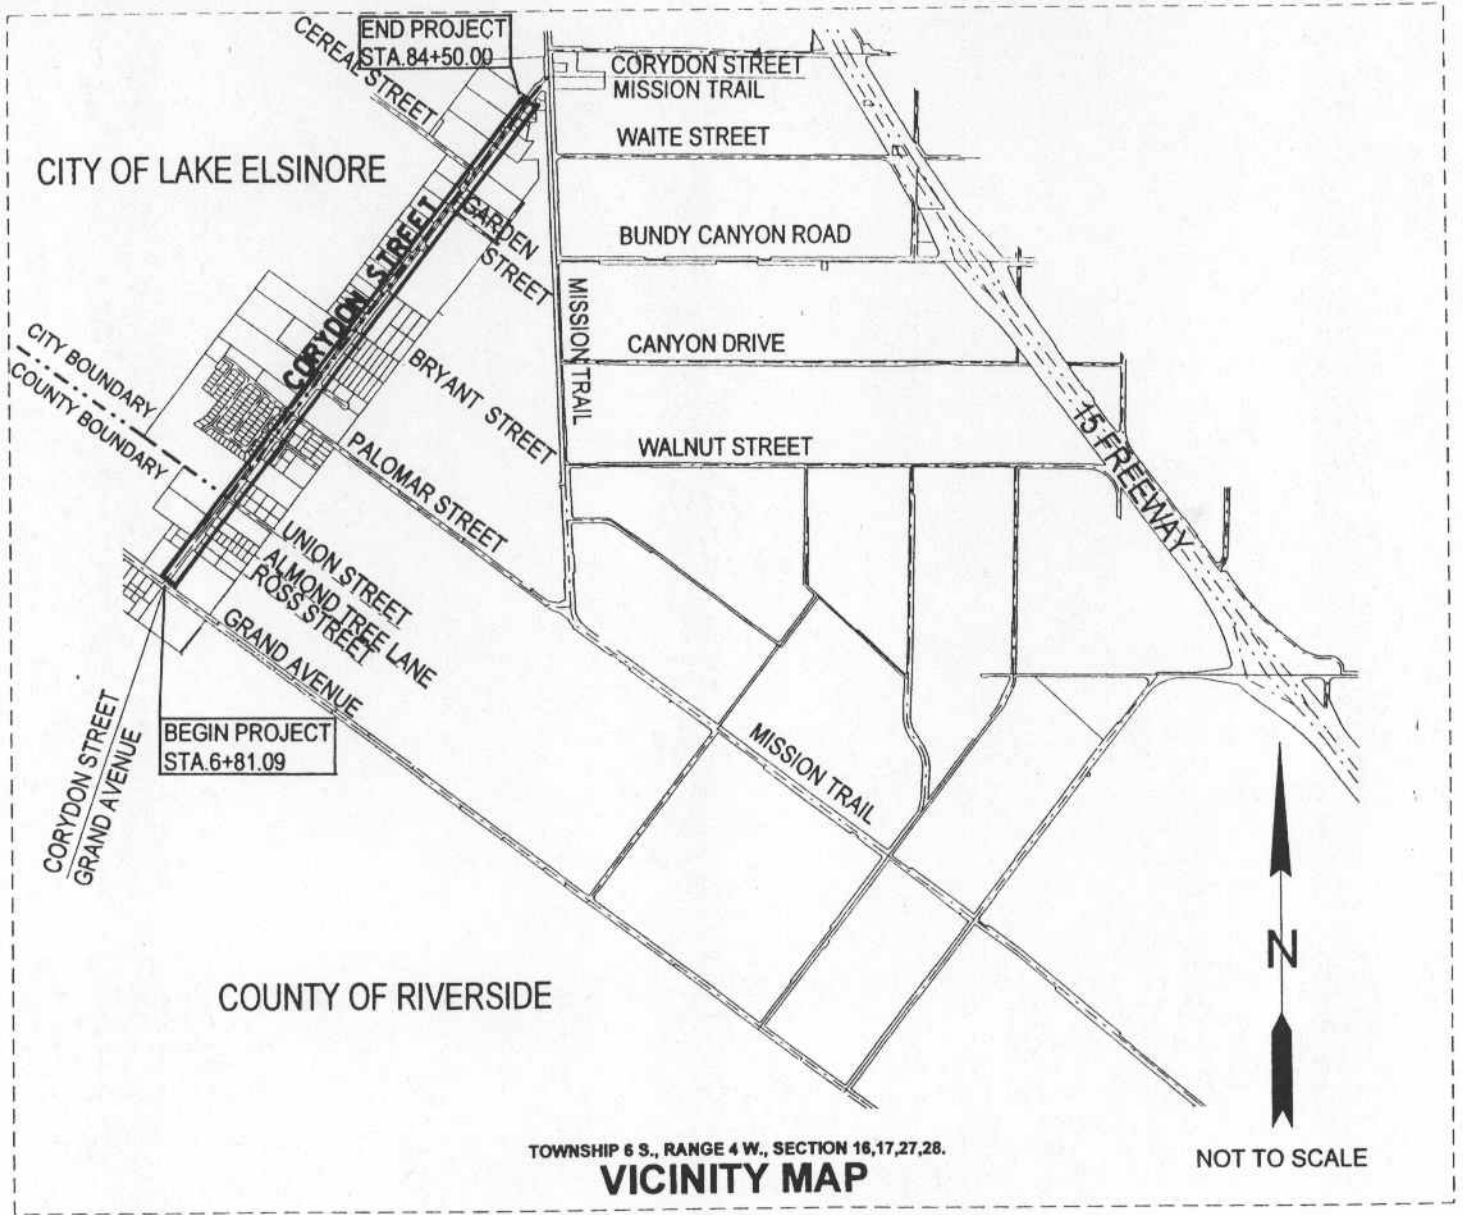 END PROJECT
STA.84+50.00
CEREAL STREET
CORYDON STREET
MISSION TRAIL
WAITE STREET
CITY OF LAKE ELSINORE
GARDEN
STREET
BUNDY CANYON ROAD
CORYDON STREET
MISSION TRAIL
CANYON DRIVE
CITY BOUNDARY
COUNTY BOUNDARY
BRYANT STREET
15 FREEWAY
WALNUT STREET
PALOMAR STREET
UNION STREET
ALMOND TREE LANE
ROSS STREET
GRAND AVENUE
CORYDON STREET
GRAND AVENUE
BEGIN PROJECT
STA.6+81.09
MISSION TRAIL
N
COUNTY OF RIVERSIDE
TOWNSHIP 6 S., RANGE 4 W., SECTION 16,17,27,28.
VICINITY MAP
NOT TO SCALE